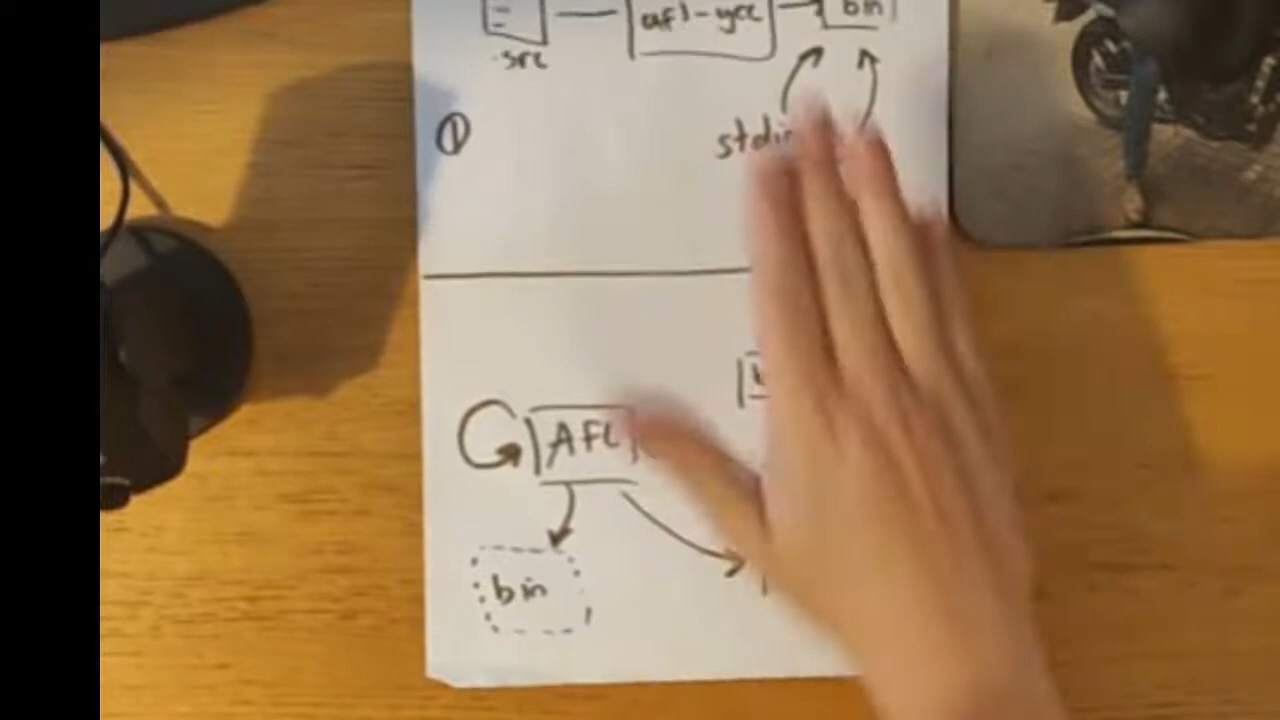 afl-gcc bin
.src
①
stdin
AFL
bin